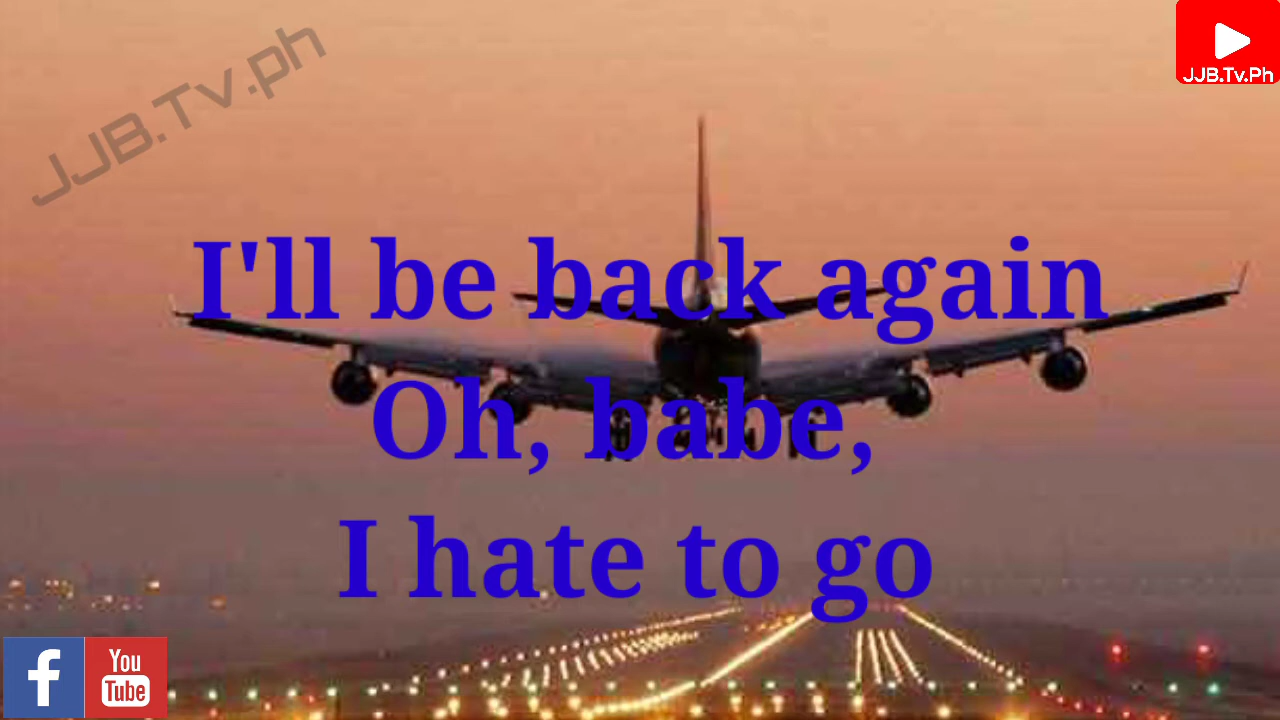 JJB.Tv.ph
JJB.Tv.Ph
I'll be back again
Oh, babe,
I hate to go
f
You
Tube